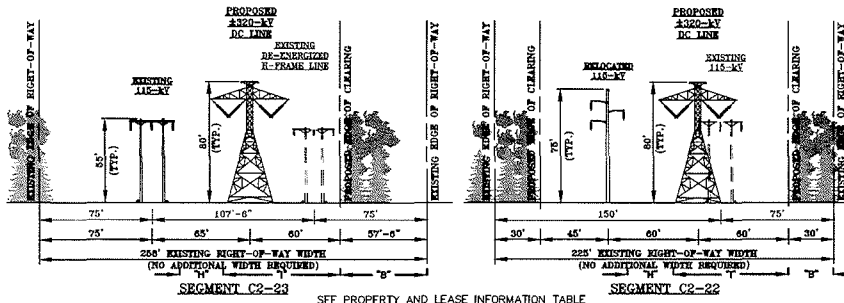 PROPOSED
±320-kV
DC LINE
EXISTING
DE-ENERGIZED
H-FRAME LINE
EXISTING
115-kV
EXISTING EDGE OF RIGHT-OF-WAY
PROPOSED EDGE OF CLEARING
EXISTING EDGE OF RIGHT-OF-WAY
55'
(TYP.)
80'
(TYP.)
75'
107'-6"
75'
75'
65'
60'
57'-6"
258' EXISTING RIGHT-OF-WAY WIDTH
(NO ADDITIONAL WIDTH REQUIRED)
"H"
"I"
"B"
SEGMENT C2-23
PROPOSED
±320-kV
DC LINE
RELOCATED
115-kV
EXISTING
115-kV
EXISTING EDGE OF RIGHT-OF-WAY
PROPOSED EDGE OF CLEARING
PROPOSED EDGE OF CLEARING
EXISTING EDGE OF RIGHT-OF-WAY
75'
(TYP.)
80'
(TYP.)
150'
75'
30'
45'
60'
60'
30'
225' EXISTING RIGHT-OF-WAY WIDTH
(NO ADDITIONAL WIDTH REQUIRED)
"H"
"I"
"B"
SEGMENT C2-22
SEE PROPERTY AND LEASE INFORMATION TABLE